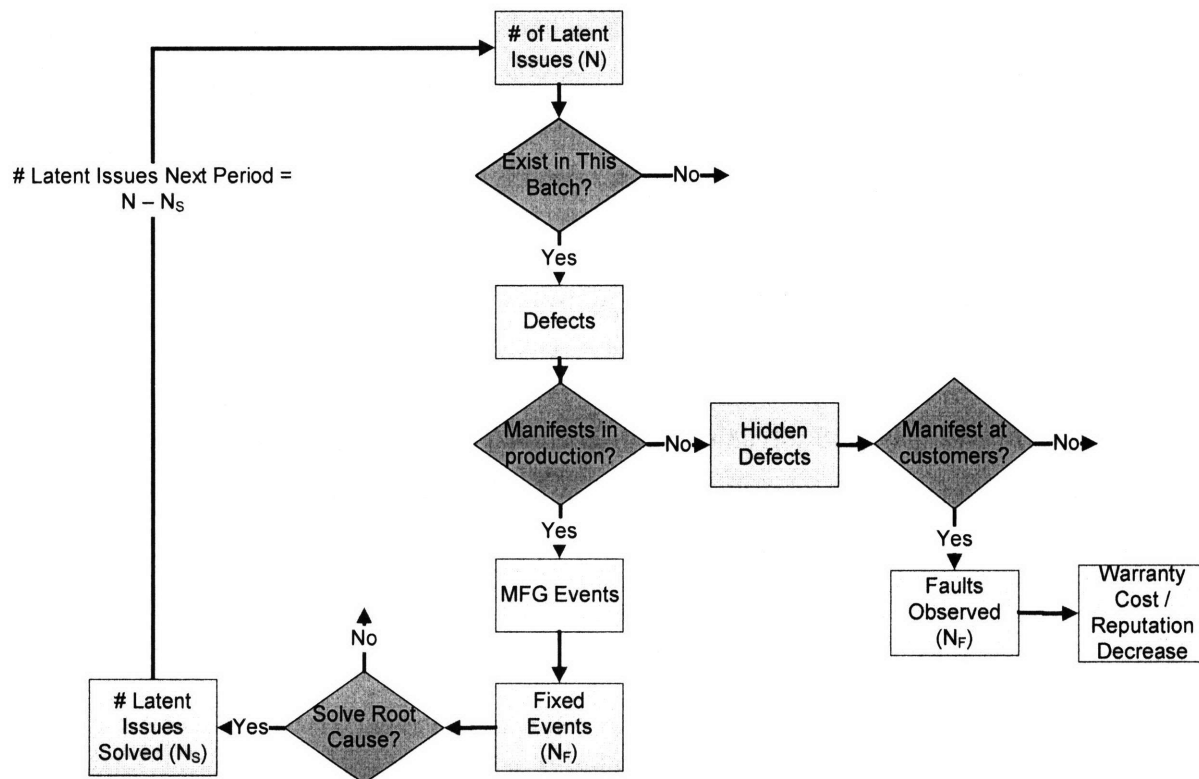 # of Latent
Issues (N)
# Latent Issues Next Period =
N – NS
Exist in This
Batch?
No
Yes
Defects
Manifests in
production?
No
Hidden
Defects
Manifest at
customers?
No
Yes
Yes
MFG Events
Faults
Observed
(NF)
Warranty
Cost /
Reputation
Decrease
No
# Latent
Issues
Solved (NS)
Yes
Solve Root
Cause?
Fixed
Events
(NF)